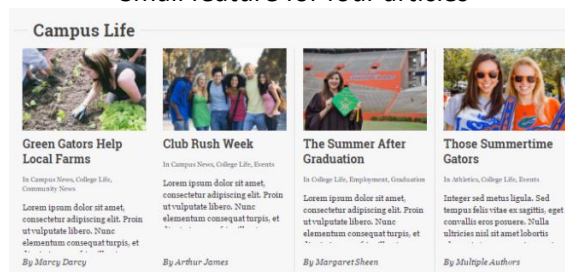 Campus Life
Green Gators Help
Local Farms
In Campus News, College Life,
Community News
Lorem ipsum dolor sit amet,
consectetur adipiscing elit. Proin
ut vulputate libero. Nunc
elementum consequat turpis, et
By Marcy Darcy
Club Rush Week
In Campus News, College Life, Events
Lorem ipsum dolor sit amet,
consectetur adipiscing elit. Proin
ut vulputate libero. Nunc
elementum consequat turpis, et
By Arthur James
The Summer After
Graduation
In College Life, Employment, Graduation
Lorem ipsum dolor sit amet,
consectetur adipiscing elit. Proin
ut vulputate libero. Nunc
elementum consequat turpis, et
By Margaret Sheen
Those Summertime
Gators
In Athletics, College Life, Events
Integer sed metus ligula. Sed
tempus felis vitae ex sagittis, eget
convallis eros posuere. Nulla
ultricies nisl sit amet lobortis
By Multiple Authors